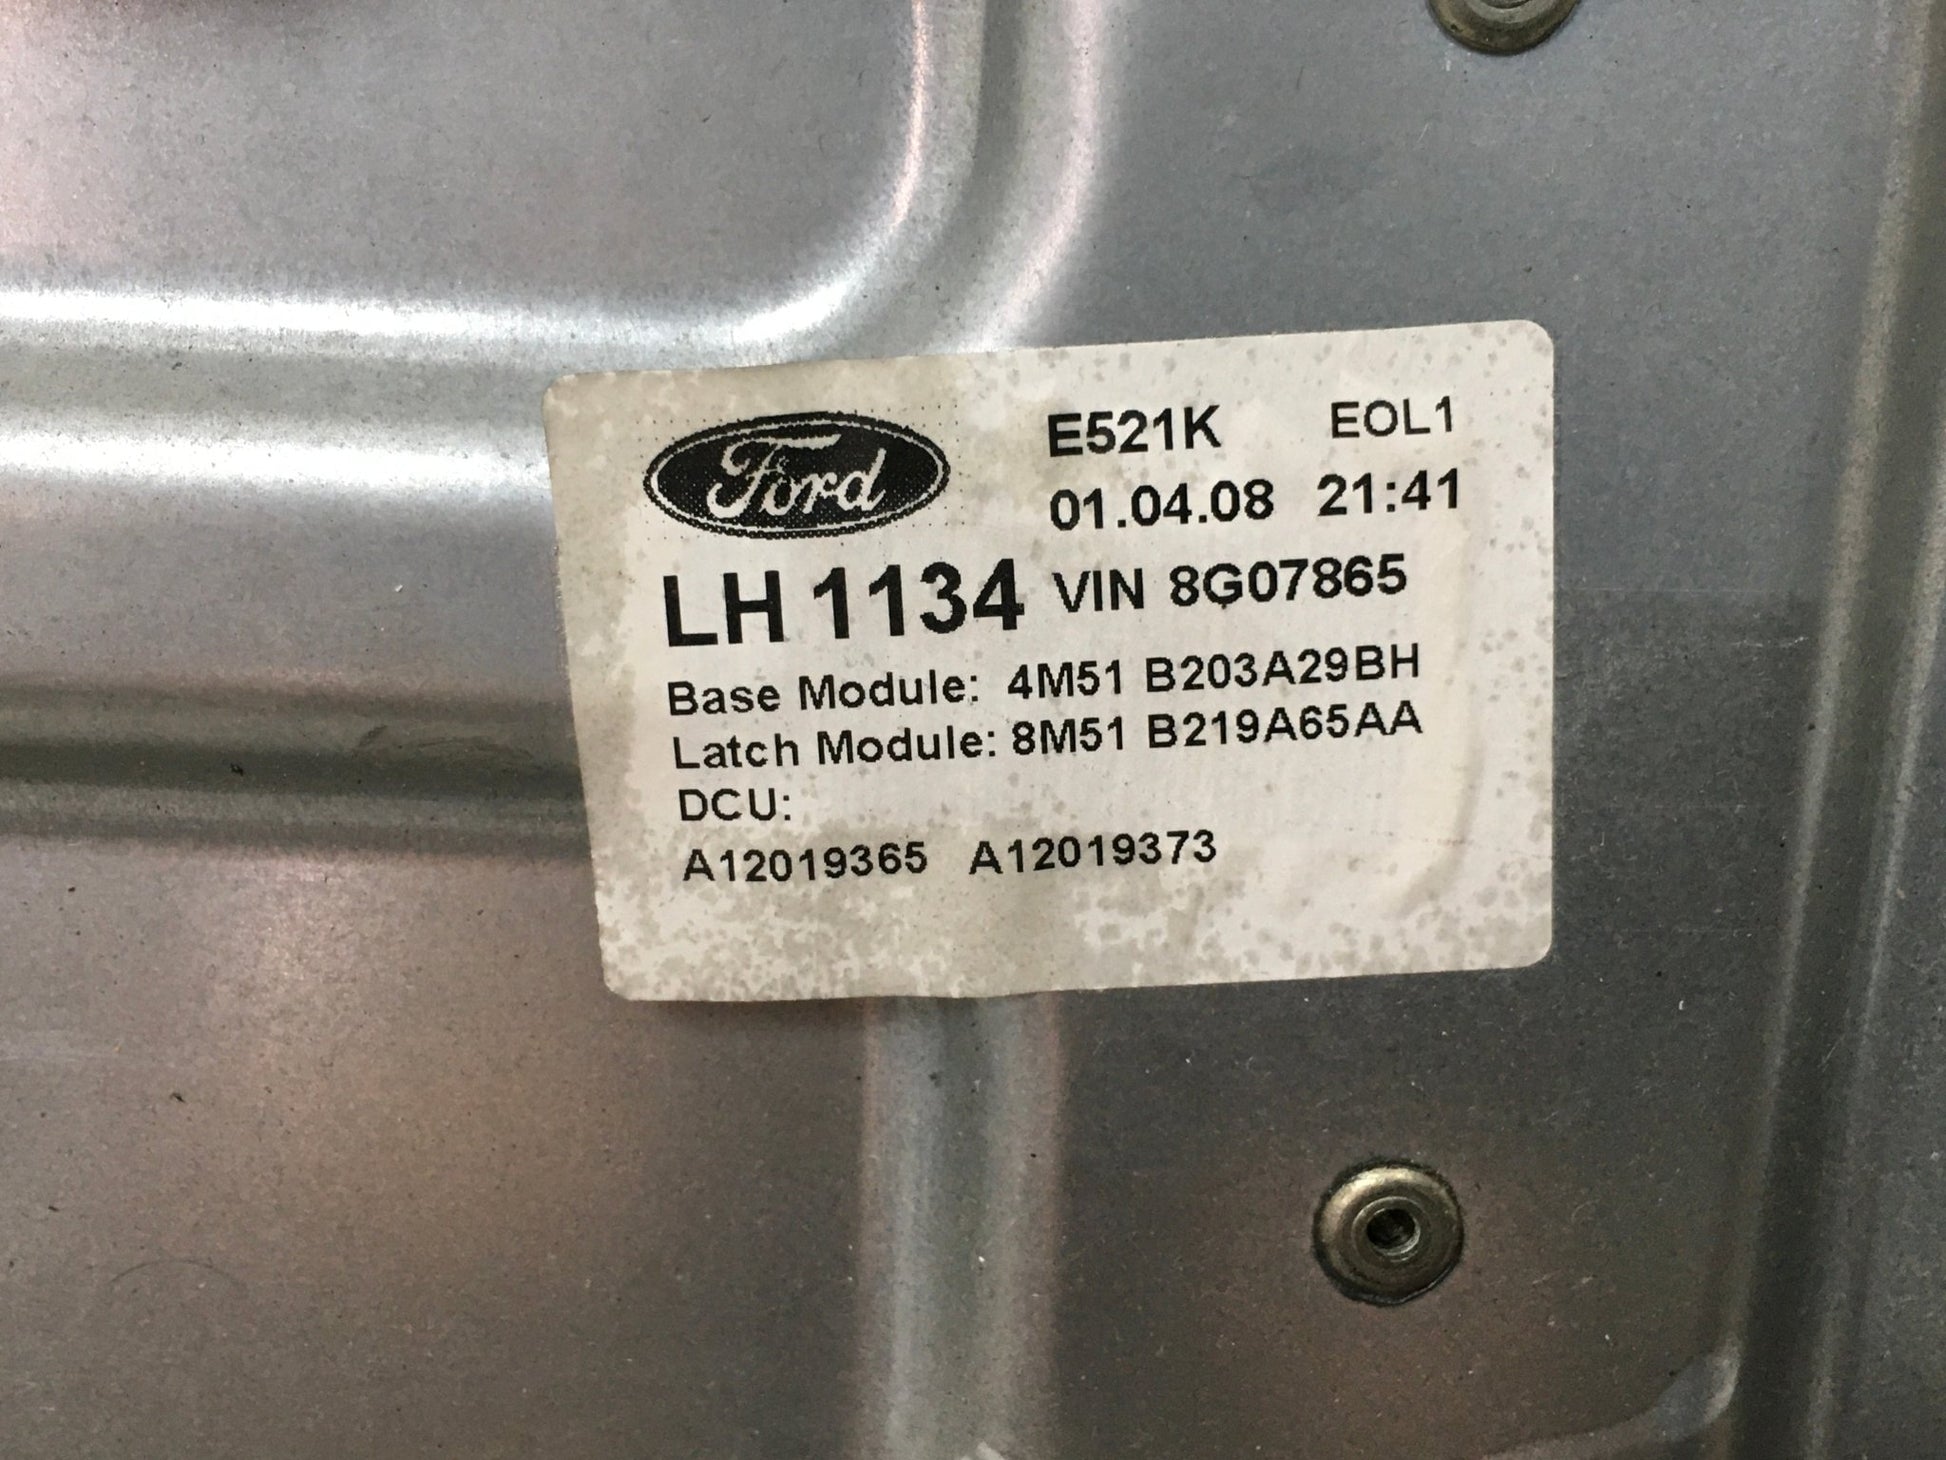 Ford
E521K EOL1
01.04.08 21:41
LH 1134 VIN 8G07865
Base Module: 4M51 B203A29BH
Latch Module: 8M51 B219A65AA
DCU:
A12019365 A12019373